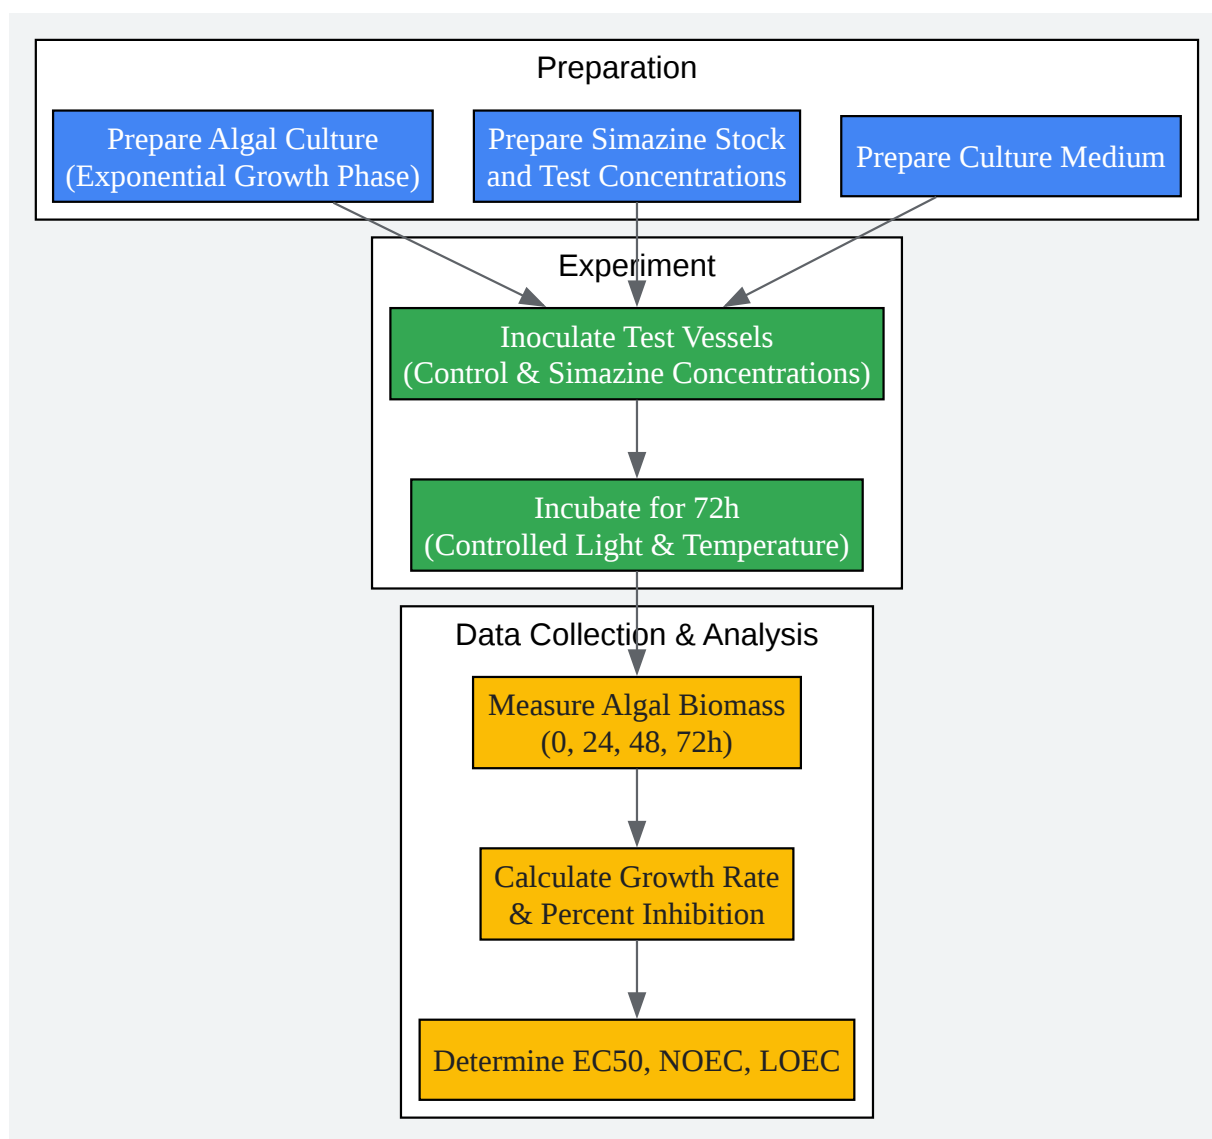 Preparation
Prepare Algal Culture
(Exponential Growth Phase)
Prepare Simazine Stock
and Test Concentrations
Prepare Culture Medium
Experiment
Inoculate Test Vessels
(Control & Simazine Concentrations)
Incubate for 72h
(Controlled Light & Temperature)
Data Collection & Analysis
Measure Algal Biomass
(0, 24, 48, 72h)
Calculate Growth Rate
& Percent Inhibition
Determine EC50, NOEC, LOEC